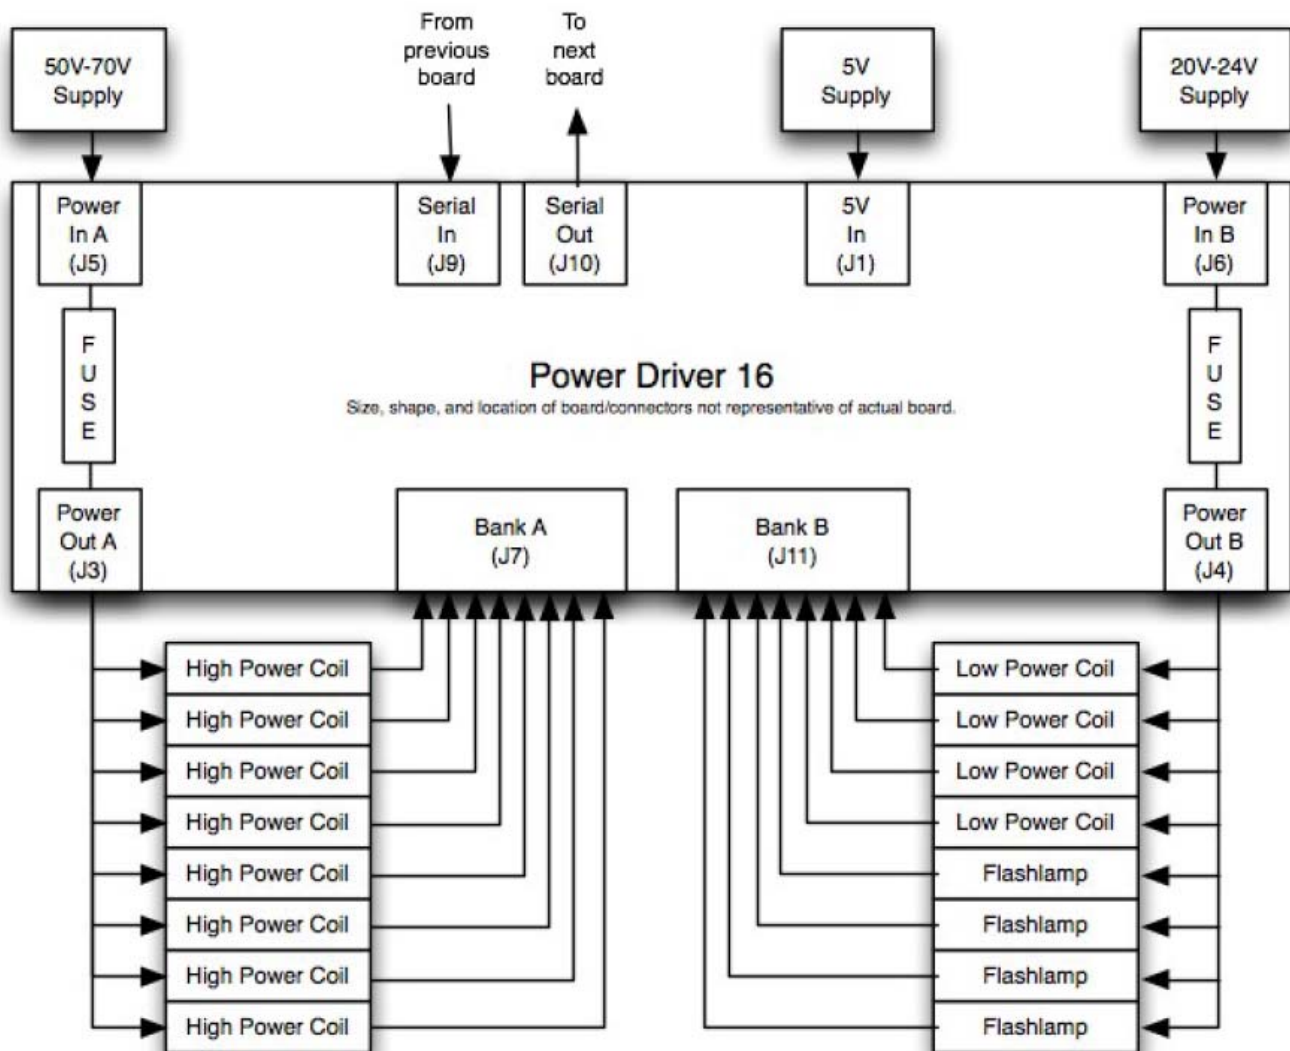 From
previous
board
To
next
board
50V-70V
Supply
5V
Supply
20V-24V
Supply
Power
In A
(J5)
Serial
In
(J9)
Serial
Out
(J10)
5V
In
(J1)
Power
In B
(J6)
F
U
S
E
F
U
S
E
Power Driver 16
Size, shape, and location of board/connectors not representative of actual board.
Power
Out A
(J3)
Bank A
(J7)
Bank B
(J11)
Power
Out B
(J4)
High Power Coil
High Power Coil
High Power Coil
High Power Coil
High Power Coil
High Power Coil
High Power Coil
High Power Coil
Low Power Coil
Low Power Coil
Low Power Coil
Low Power Coil
Flashlamp
Flashlamp
Flashlamp
Flashlamp